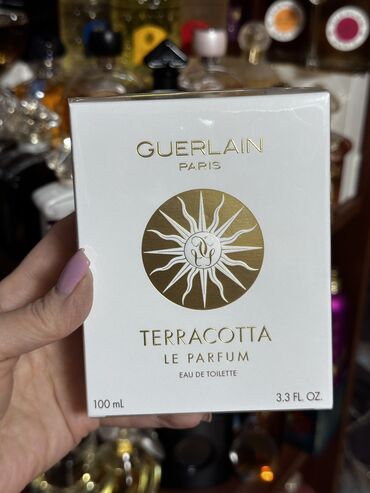 GUERLAIN
PARIS
TERRACOTTA
LE PARFUM
EAU DE TOILETTE
100 mL 3.3 FL. OZ.